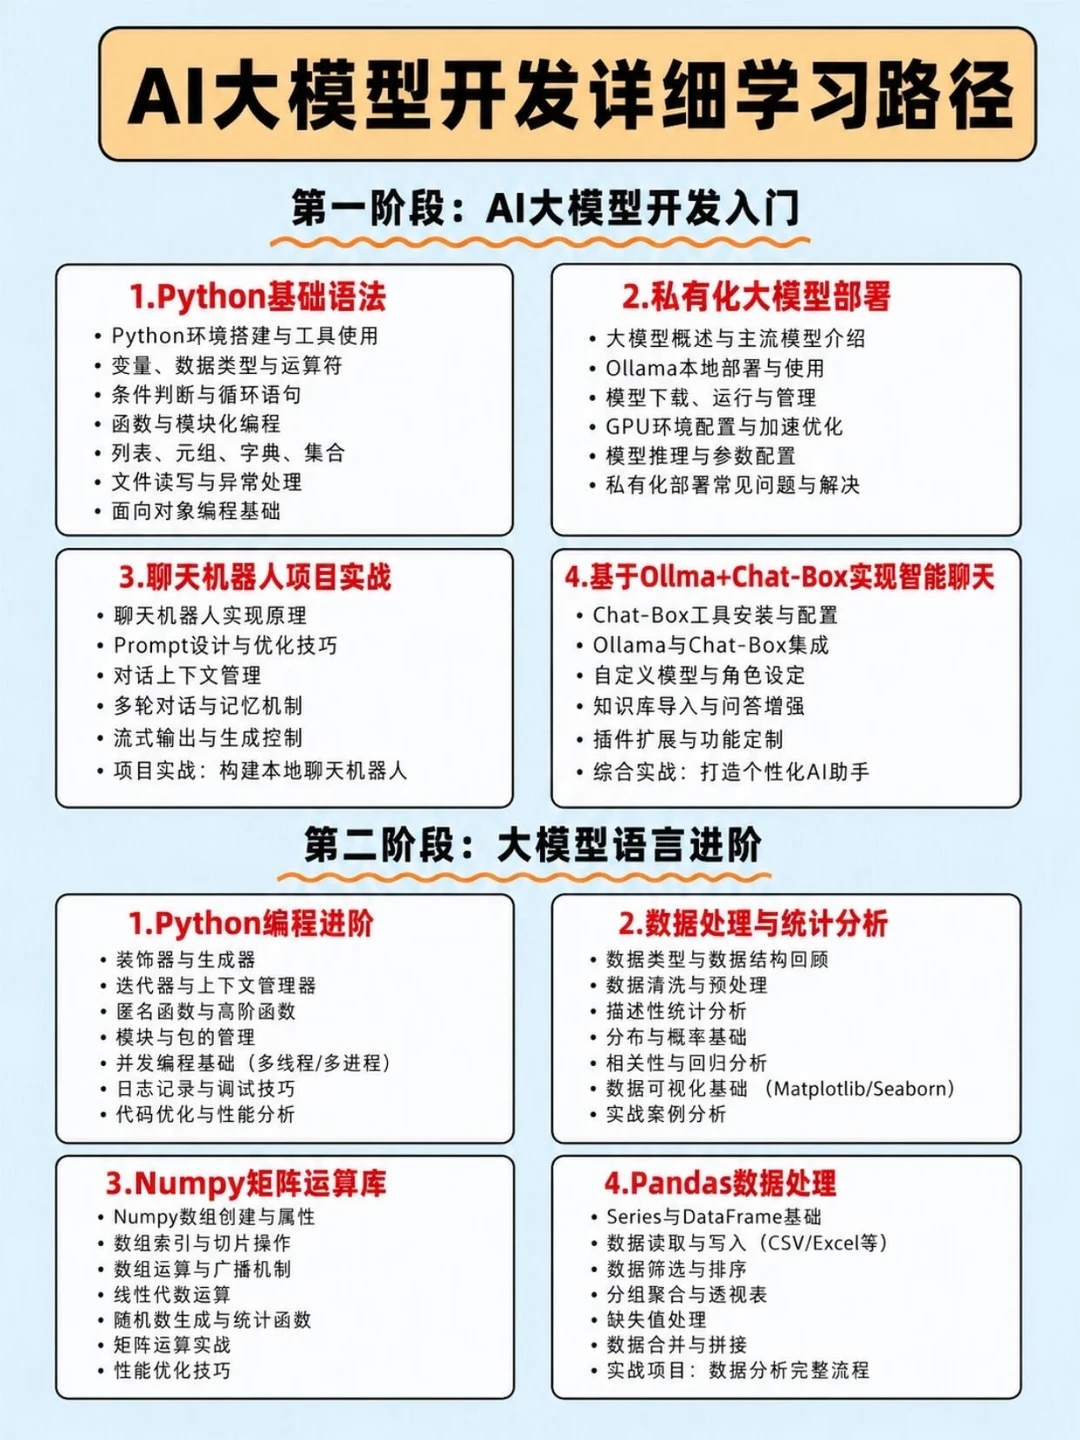 AI大模型开发详细学习路径
第一阶段：AI大模型开发入门
1.Python基础语法
• Python环境搭建与工具使用
• 变量、数据类型与运算符
• 条件判断与循环语句
• 函数与模块化编程
• 列表、元组、字典、集合
• 文件读写与异常处理
• 面向对象编程基础
2.私有化大模型部署
• 大模型概述与主流模型介绍
• Ollama本地部署与使用
• 模型下载、运行与管理
• GPU环境配置与加速优化
• 模型推理与参数配置
• 私有化部署常见问题与解决
3.聊天机器人项目实战
• 聊天机器人实现原理
• Prompt设计与优化技巧
• 对话上下文管理
• 多轮对话与记忆机制
• 流式输出与生成控制
• 项目实战：构建本地聊天机器人
4.基于Ollma+Chat-Box实现智能聊天
• Chat-Box工具安装与配置
• Ollama与Chat-Box集成
• 自定义模型与角色设定
• 知识库导入与问答增强
• 插件扩展与功能定制
• 综合实战：打造个性化AI助手
第二阶段：大模型语言进阶
1.Python编程进阶
• 装饰器与生成器
• 迭代器与上下文管理器
• 匿名函数与高阶函数
• 模块与包的管理
• 并发编程基础（多线程/多进程）
• 日志记录与调试技巧
• 代码优化与性能分析
2.数据处理与统计分析
• 数据类型与数据结构回顾
• 数据清洗与预处理
• 描述性统计分析
• 分布与概率基础
• 相关性与回归分析
• 数据可视化基础 （Matplotlib/Seaborn）
• 实战案例分析
3.Numpy矩阵运算库
• Numpy数组创建与属性
• 数组索引与切片操作
• 数组运算与广播机制
• 线性代数运算
• 随机数生成与统计函数
• 矩阵运算实战
• 性能优化技巧
4.Pandas数据处理
• Series与DataFrame基础
• 数据读取与写入（CSV/Excel等）
• 数据筛选与排序
• 分组聚合与透视表
• 缺失值处理
• 数据合并与拼接
• 实战项目：数据分析完整流程